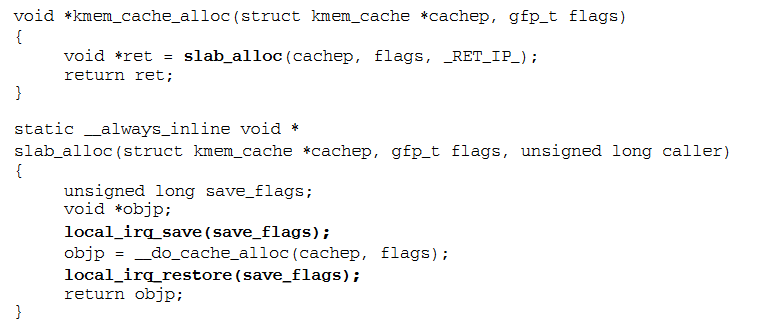 void *kmem_cache_alloc(struct kmem_cache *cachep, gfp_t flags)
{
void *ret = slab_alloc(cachep, flags, _RET_IP_);
return ret;
}
static __always_inline void *
slab_alloc(struct kmem_cache *cachep, gfp_t flags, unsigned long caller)
{
unsigned long save_flags;
void *objp;
local_irq_save(save_flags);
objp = __do_cache_alloc(cachep, flags);
local_irq_restore(save_flags);
return objp;
}